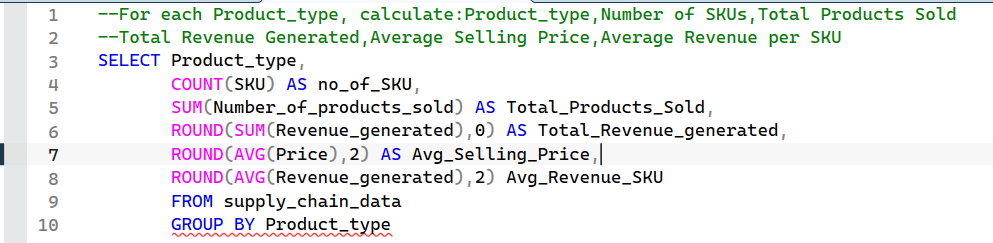 1 --For each Product_type, calculate:Product_type,Number of SKUs,Total Products Sold
2 --Total Revenue Generated,Average Selling Price,Average Revenue per SKU
3 SELECT Product_type,
4 COUNT(SKU) AS no_of_SKU,
5 SUM(Number_of_products_sold) AS Total_Products_Sold,
6 ROUND(SUM(Revenue_generated),0) AS Total_Revenue_generated,
7 ROUND(AVG(Price),2) AS Avg_Selling_Price,
8 ROUND(AVG(Revenue_generated),2) Avg_Revenue_SKU
9 FROM supply_chain_data
10 GROUP BY Product_type